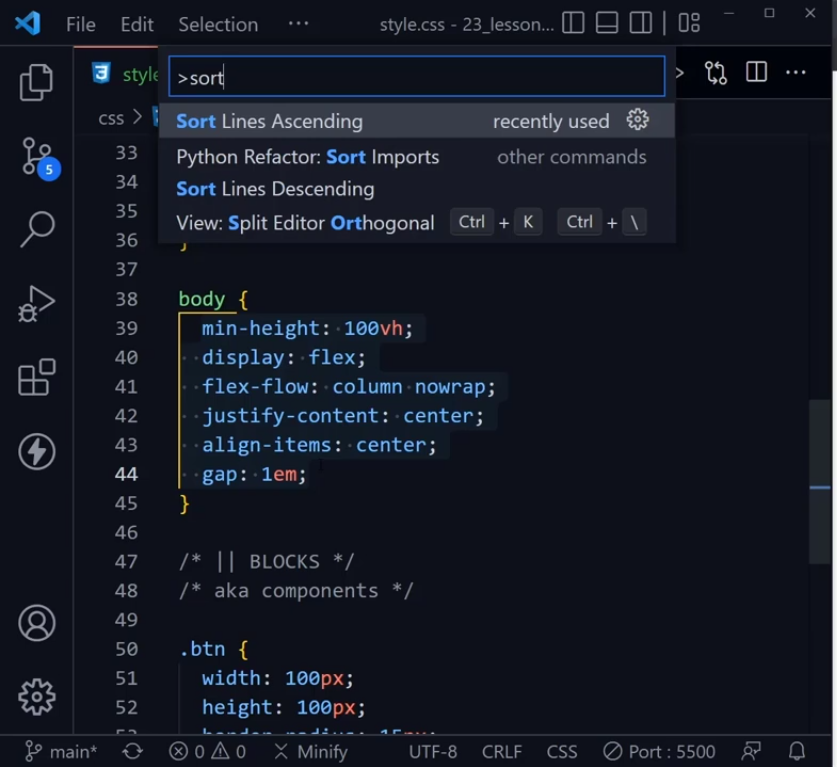 File Edit Selection ··· style.css - 23_lesson...
>sort
style
css >
Sort Lines Ascending recently used
Python Refactor: Sort Imports other commands
Sort Lines Descending
View: Split Editor Orthogonal Ctrl + K Ctrl + \
5
33
34
35
36 }
37
38 body {
39 min-height: 100vh;
40 display: flex;
41 flex-flow: column nowrap;
42 justify-content: center;
43 align-items: center;
44 gap: 1em;
45 }
46
47 /* || BLOCKS */
48 /* aka components */
49
50 .btn {
51 width: 100px;
52 height: 100px;
main* 0 0 Minify UTF-8 CRLF CSS Port : 5500